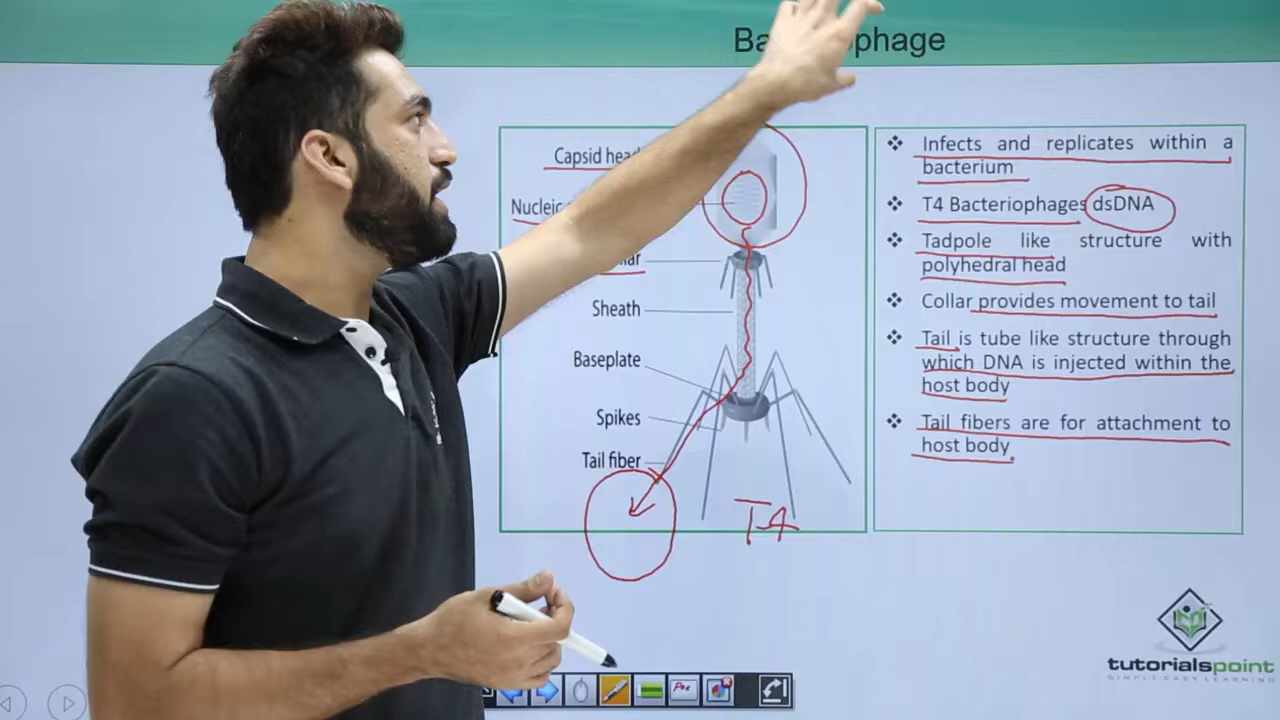 Capsid head
Nucleic
Sheath
Baseplate
Spikes
Tail fiber
T4
Infects and replicates within a
bacterium
T4 Bacteriophages dsDNA
Tadpole like structure with
polyhedral head
Collar provides movement to tail
Tail is tube like structure through
which DNA is injected within the
host body
Tail fibers are for attachment to
host body.
tutorialspoint
SIMPLY EASY LEARNING
Pen